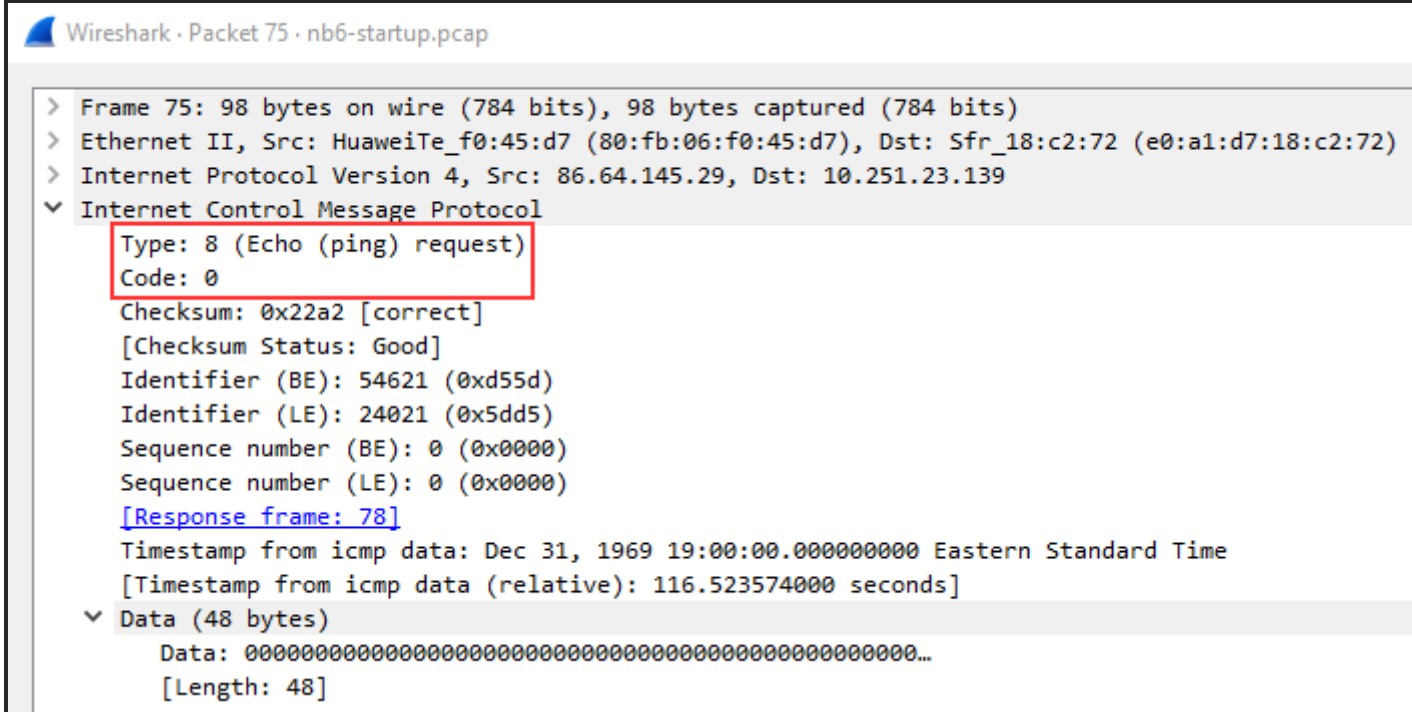 Wireshark · Packet 75 · nb6-startup.pcap
> Frame 75: 98 bytes on wire (784 bits), 98 bytes captured (784 bits)
> Ethernet II, Src: HuaweiTe_f0:45:d7 (80:fb:06:f0:45:d7), Dst: Sfr_18:c2:72 (e0:a1:d7:18:c2:72)
> Internet Protocol Version 4, Src: 86.64.145.29, Dst: 10.251.23.139
Internet Control Message Protocol
Type: 8 (Echo (ping) request)
Code: 0
Checksum: 0x22a2 [correct]
[Checksum Status: Good]
Identifier (BE): 54621 (0xd55d)
Identifier (LE): 24021 (0x5dd5)
Sequence number (BE): 0 (0x0000)
Sequence number (LE): 0 (0x0000)
[Response frame: 78]
Timestamp from icmp data: Dec 31, 1969 19:00:00.000000000 Eastern Standard Time
[Timestamp from icmp data (relative): 116.523574000 seconds]
Data (48 bytes)
Data: 000000000000000000000000000000000000000000000000…
[Length: 48]